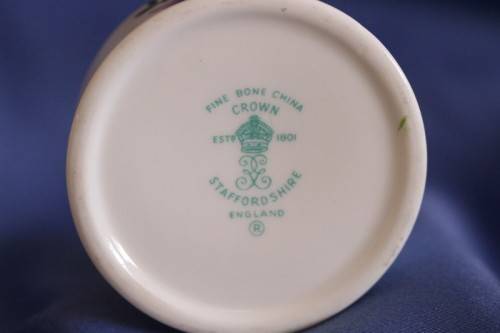 FINE BONE CHINA
CROWN
ESTD 1801
STAFFORDSHIRE
ENGLAND
®